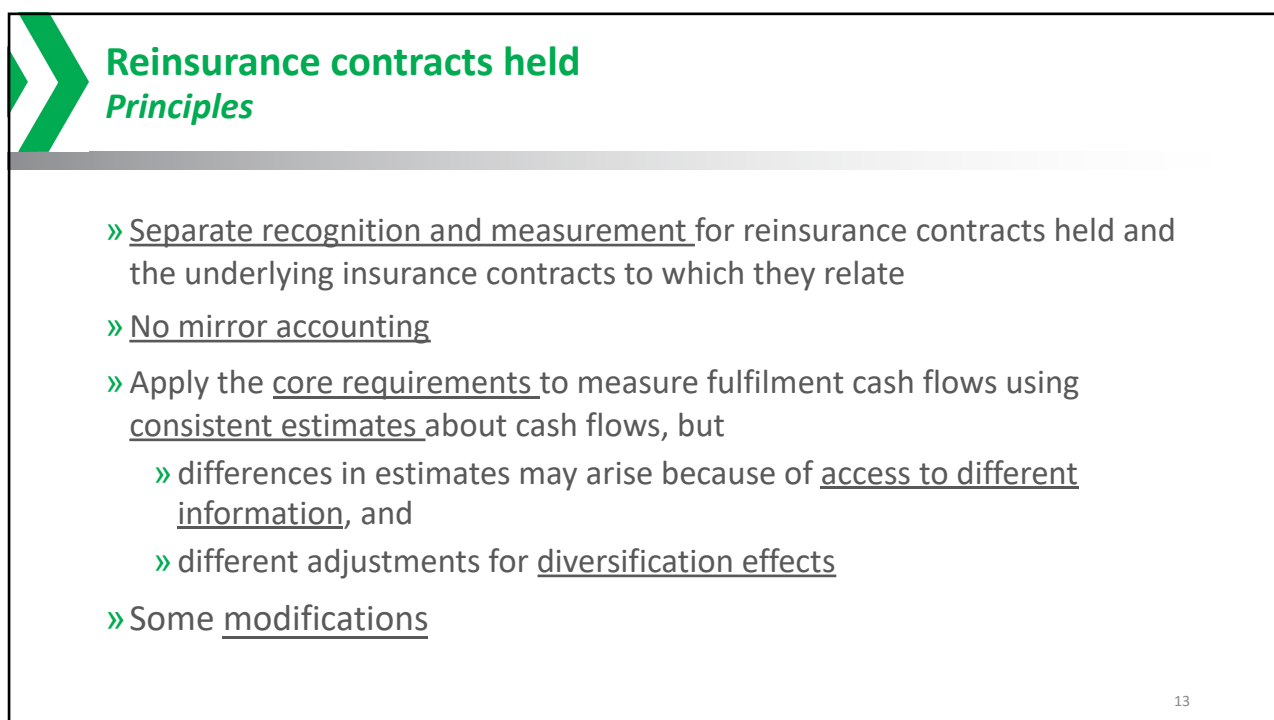 Reinsurance contracts held
Principles
» Separate recognition and measurement for reinsurance contracts held and
the underlying insurance contracts to which they relate
» No mirror accounting
» Apply the core requirements to measure fulfilment cash flows using
consistent estimates about cash flows, but
» differences in estimates may arise because of access to different
information, and
» different adjustments for diversification effects
» Some modifications
13